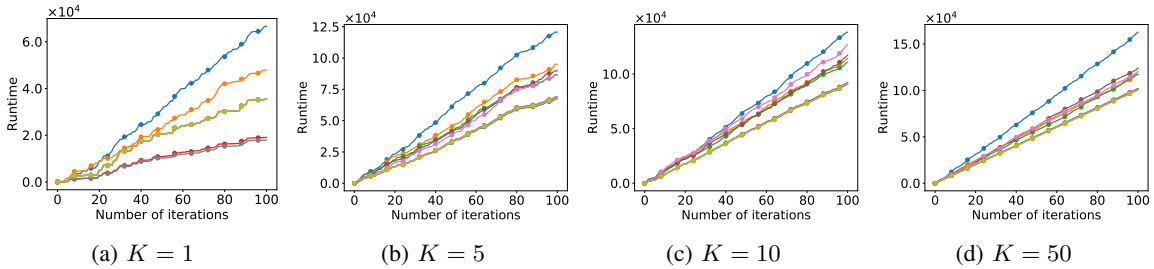 ×10⁴
6.0
4.0
2.0
0.0
Runtime
0 20 40 60 80 100
Number of iterations
(a) K = 1
×10⁴
12.5
10.0
7.5
5.0
2.5
0.0
Runtime
0 20 40 60 80 100
Number of iterations
(b) K = 5
×10⁴
10.0
5.0
0.0
Runtime
0 20 40 60 80 100
Number of iterations
(c) K = 10
×10⁴
15.0
10.0
5.0
0.0
Runtime
0 20 40 60 80 100
Number of iterations
(d) K = 50